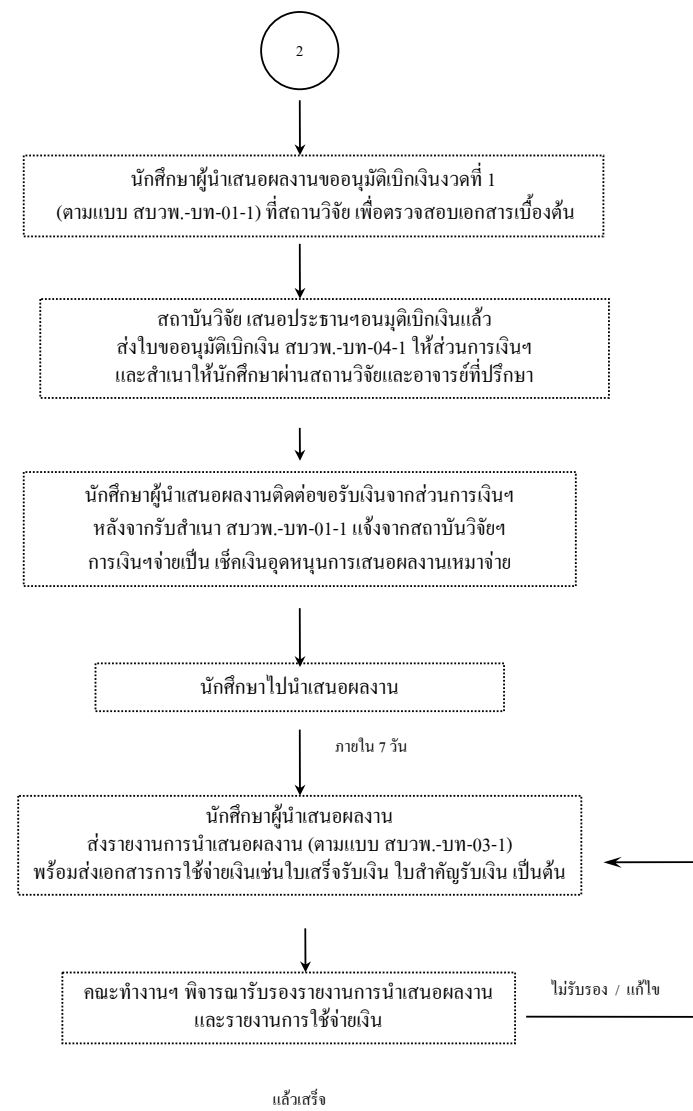 2
นักศึกษาผู้นำเสนอผลงานขออนุมัติเบิกเงินงวดที่ 1
(ตามแบบ สบวพ.-บท-01-1) ที่สถานวิจัย เพื่อตรวจสอบเอกสารเบื้องต้น
สถาบันวิจัย เสนอประธานฯอนมุติเบิกเงินแล้ว
ส่งใบขออนุมัติเบิกเงิน สบวพ.-บท-04-1 ให้ส่วนการเงินฯ
และสำเนาให้นักศึกษาผ่านสถานวิจัยและอาจารย์ที่ปรึกษา
นักศึกษาผู้นำเสนอผลงานติดต่อขอรับเงินจากส่วนการเงินฯ
หลังจากรับสำเนา สบวพ.-บท-01-1 แจ้งจากสถาบันวิจัยฯ
การเงินฯจ่ายเป็น เช็คเงินอุดหนุนการเสนอผลงานเหมาจ่าย
นักศึกษาไปนำเสนอผลงาน
ภายใน 7 วัน
นักศึกษาผู้นำเสนอผลงาน
ส่งรายงานการนำเสนอผลงาน (ตามแบบ สบวพ.-บท-03-1)
พร้อมส่งเอกสารการใช้จ่ายเงินเช่นใบเสร็จรับเงิน ใบสำคัญรับเงิน เป็นต้น
คณะทำงานฯ พิจารณารับรองรายงานการนำเสนอผลงาน
และรายงานการใช้จ่ายเงิน
ไม่รับรอง / แก้ไข
แล้วเสร็จ